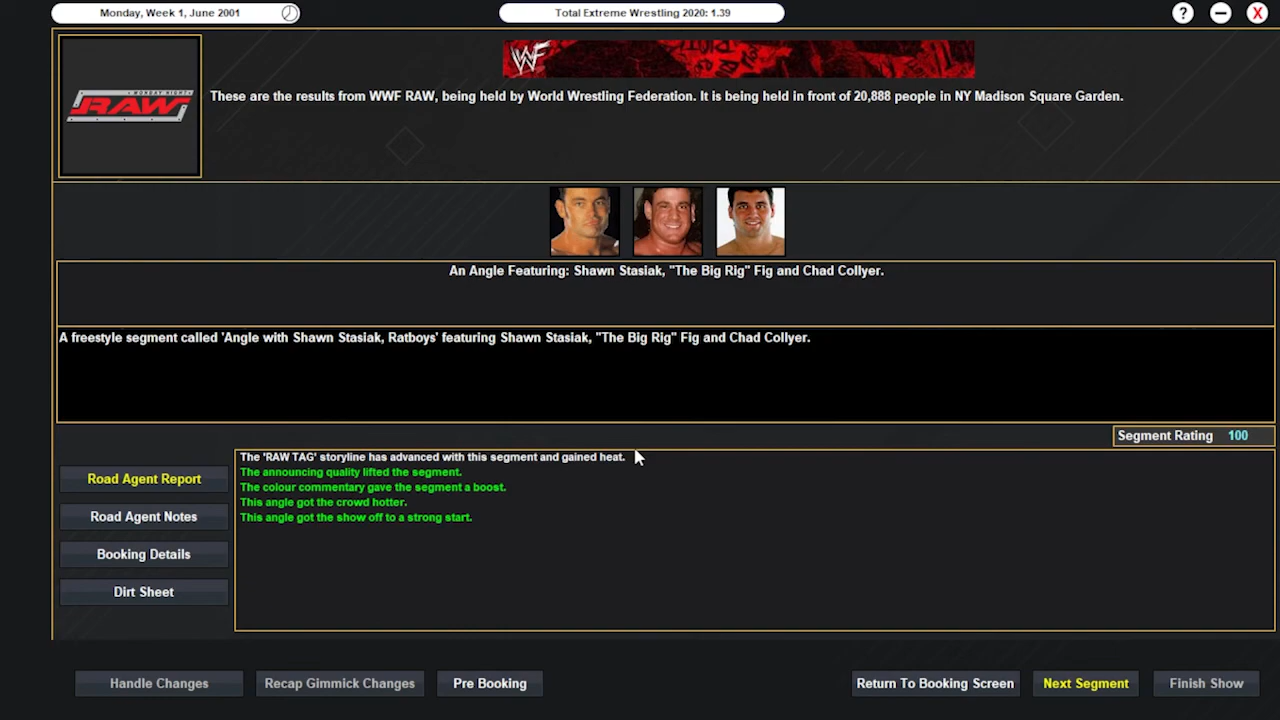 Monday, Week 1, June 2001
Total Extreme Wrestling 2020: 1.39
?
X
WF
MONDAY NIGHT
RAW
These are the results from WWF RAW, being held by World Wrestling Federation. It is being held in front of 20,888 people in NY Madison Square Garden.
An Angle Featuring: Shawn Stasiak, "The Big Rig" Fig and Chad Collyer.
A freestyle segment called 'Angle with Shawn Stasiak, Ratboys' featuring Shawn Stasiak, "The Big Rig" Fig and Chad Collyer.
Segment Rating 100
The 'RAW TAG' storyline has advanced with this segment and gained heat.
The announcing quality lifted the segment.
The colour commentary gave the segment a boost.
This angle got the crowd hotter.
This angle got the show off to a strong start.
Road Agent Report
Road Agent Notes
Booking Details
Dirt Sheet
Handle Changes
Recap Gimmick Changes
Pre Booking
Return To Booking Screen
Next Segment
Finish Show